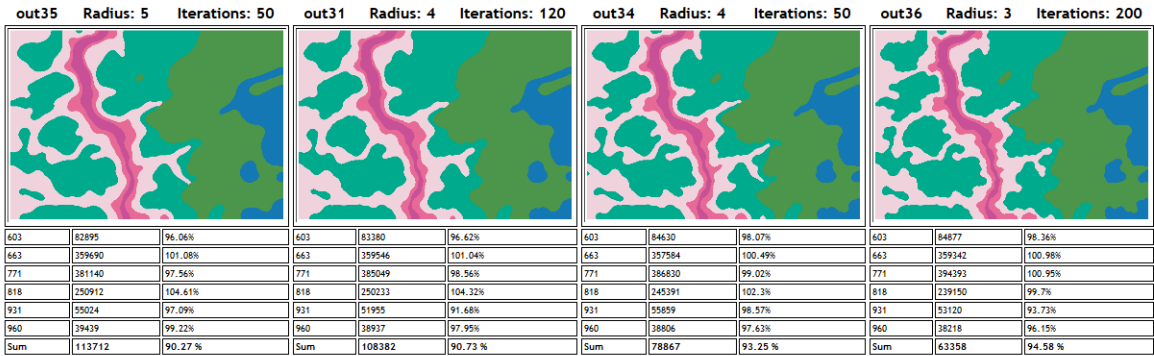 out35 Radius: 5 Iterations: 50
603 82895 96.06%
663 359690 101.08%
771 381140 97.56%
818 250912 104.61%
931 55024 97.09%
960 39439 99.22%
Sum 113712 90.27 %
out31 Radius: 4 Iterations: 120
603 83380 96.62%
663 359546 101.04%
771 385049 98.56%
818 250233 104.32%
931 51955 91.68%
960 38937 97.95%
Sum 108382 90.73 %
out34 Radius: 4 Iterations: 50
603 84630 98.07%
663 357584 100.49%
771 386830 99.02%
818 245391 102.3%
931 55859 98.57%
960 38806 97.63%
Sum 78867 93.25 %
out36 Radius: 3 Iterations: 200
603 84877 98.36%
663 359342 100.98%
771 394393 100.95%
818 239150 99.7%
931 53120 93.73%
960 38218 96.15%
Sum 63358 94.58 %